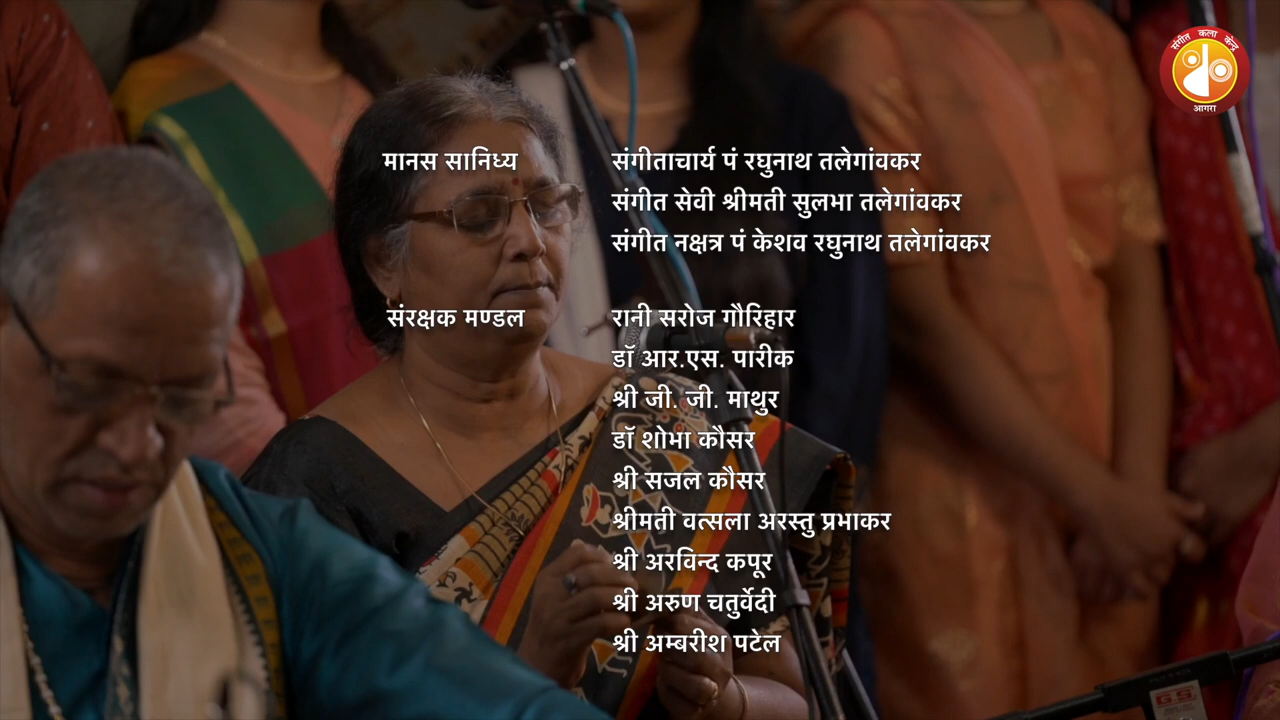 संगीत कला केन्द्र
आगरा
मानस सानिध्य
संगीताचार्य पं रघुनाथ तलेगांवकर
संगीत सेवी श्रीमती सुलभा तलेगांवकर
संगीत नक्षत्र पं केशव रघुनाथ तलेगांवकर
संरक्षक मण्डल
रानी सरोज गौरिहार
डॉ आर.एस. पारीक
श्री जी. जी. माथुर
डॉ शोभा कौसर
श्री सजल कौसर
श्रीमती वत्सला अरस्तु प्रभाकर
श्री अरविन्द कपूर
श्री अरुण चतुर्वेदी
श्री अम्बरीश पटेल
G.S.